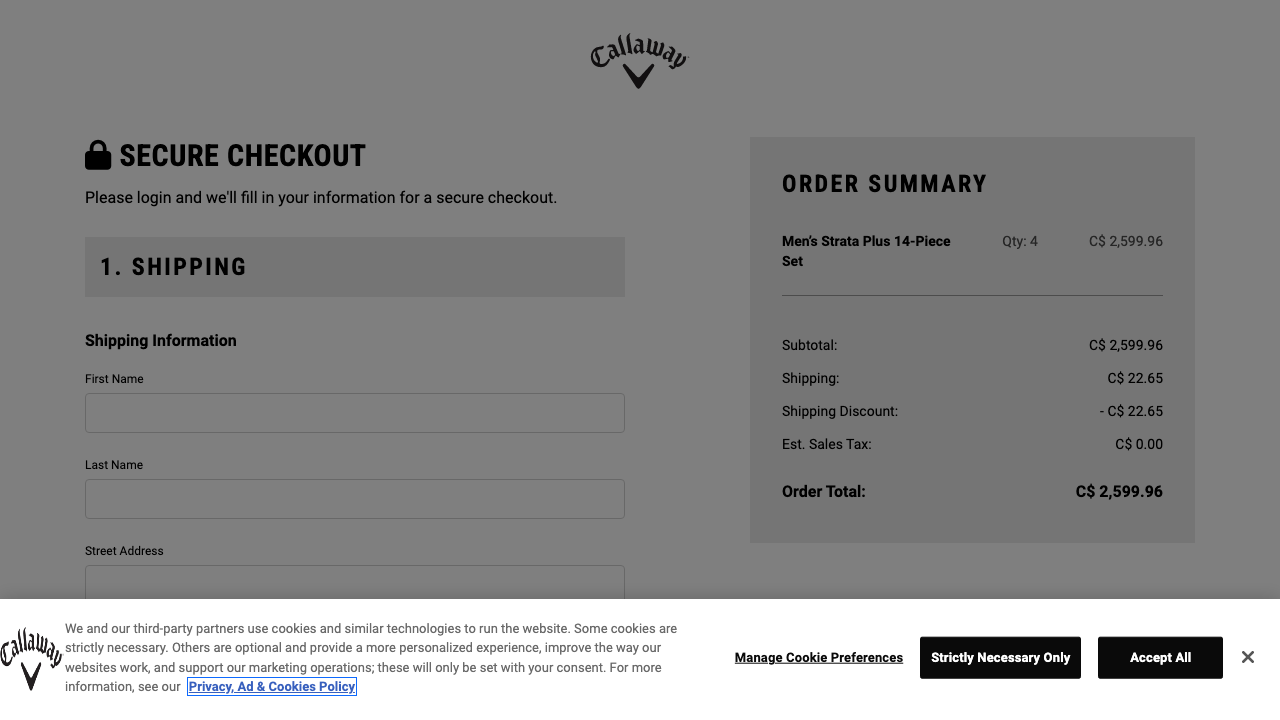 Callaway
SECURE CHECKOUT
Please login and we'll fill in your information for a secure checkout.
1. SHIPPING
Shipping Information
First Name
Last Name
Street Address
ORDER SUMMARY
Men's Strata Plus 14-Piece Set Qty: 4 C$ 2,599.96
Subtotal: C$ 2,599.96
Shipping: C$ 22.65
Shipping Discount: - C$ 22.65
Est. Sales Tax: C$ 0.00
Order Total: C$ 2,599.96
Callaway
We and our third-party partners use cookies and similar technologies to run the website. Some cookies are
strictly necessary. Others are optional and provide a more personalized experience, improve the way our
websites work, and support our marketing operations; these will only be set with your consent. For more
information, see our Privacy, Ad & Cookies Policy
Manage Cookie Preferences
Strictly Necessary Only
Accept All